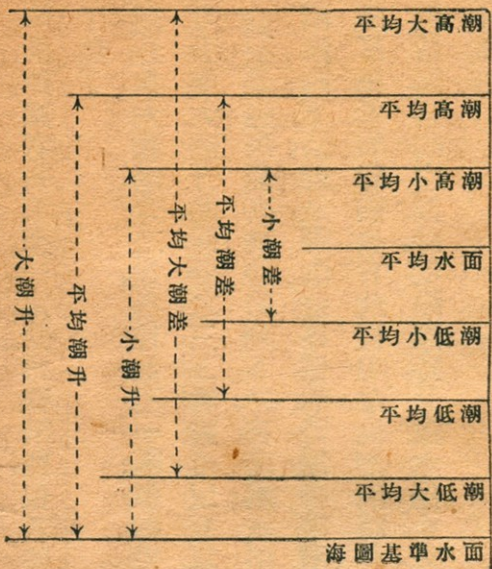 平均大高潮
平均高潮
平均小高潮
平均水面
平均小低潮
平均低潮
平均大低潮
海圖基準水面
小潮差
平均潮差
平均大潮差
小潮升
平均潮升
大潮升